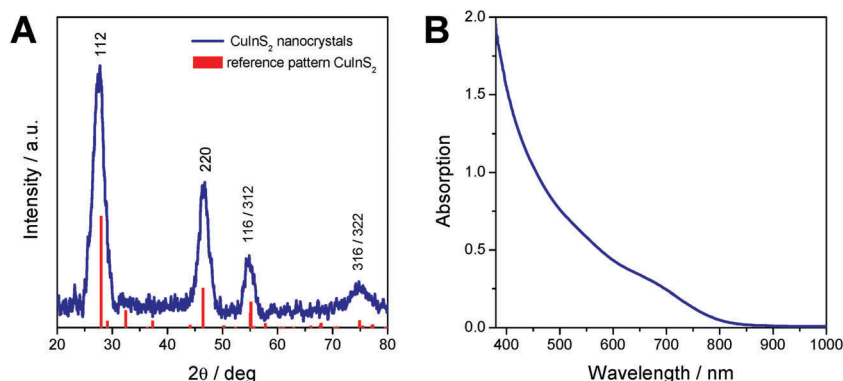 A
112
220
116 / 312
316 / 322
CuInS₂ nanocrystals
reference pattern CuInS₂
Intensity / a.u.
20 30 40 50 60 70 80
2θ / deg
B
2.0
1.5
1.0
0.5
0.0
Absorption
400 500 600 700 800 900 1000
Wavelength / nm